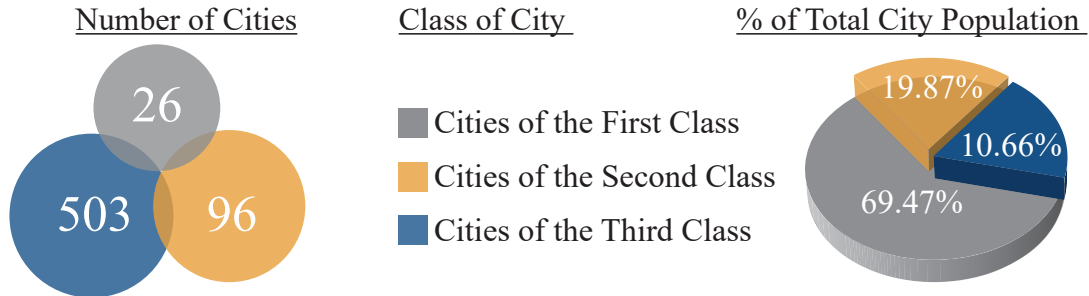 Number of Cities
Class of City
% of Total City Population
26
503
96
Cities of the First Class
Cities of the Second Class
Cities of the Third Class
19.87%
10.66%
69.47%